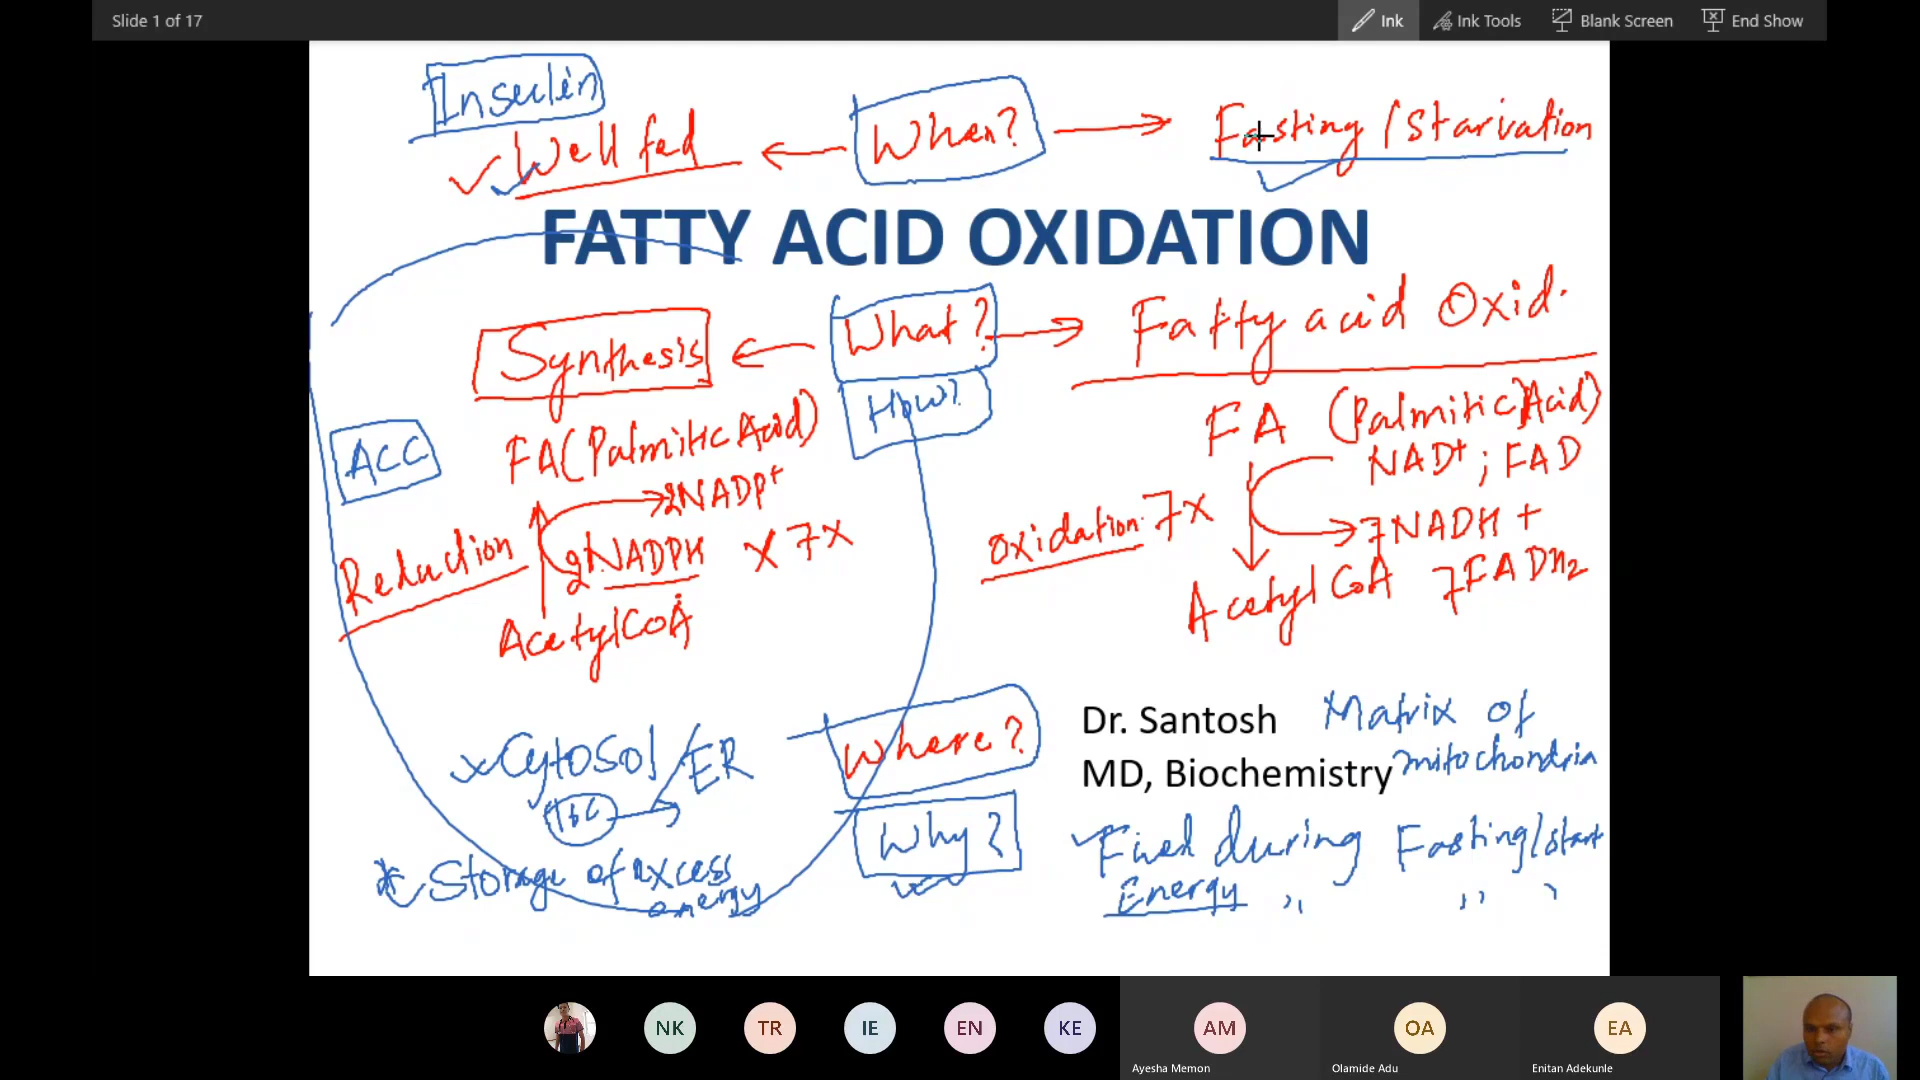 Slide 1 of 17
Ink Ink Tools Blank Screen End Show
Insulin
Well fed When? Fasting / Starvation
FATTY ACID OXIDATION
Synthesis What? Fatty acid Oxid.
How?
ACC FA (Palmitic Acid) FA (Palmitic Acid)
2NADP+ NAD+ ; FAD
Reduction 2NADPH X 7X Oxidation 7X 7NADH +
Acetyl CoA Acetyl CoA 7FADH2
Cytosol / ER Where? Dr. Santosh Matrix of
MD, Biochemistry mitochondria
16C Why? Fuel during Fasting / Starv
* Storage of excess energy Energy ,, ,, ,,
NK TR IE EN KE AM OA EA
Ayesha Memon Olamide Adu Enitan Adekunle